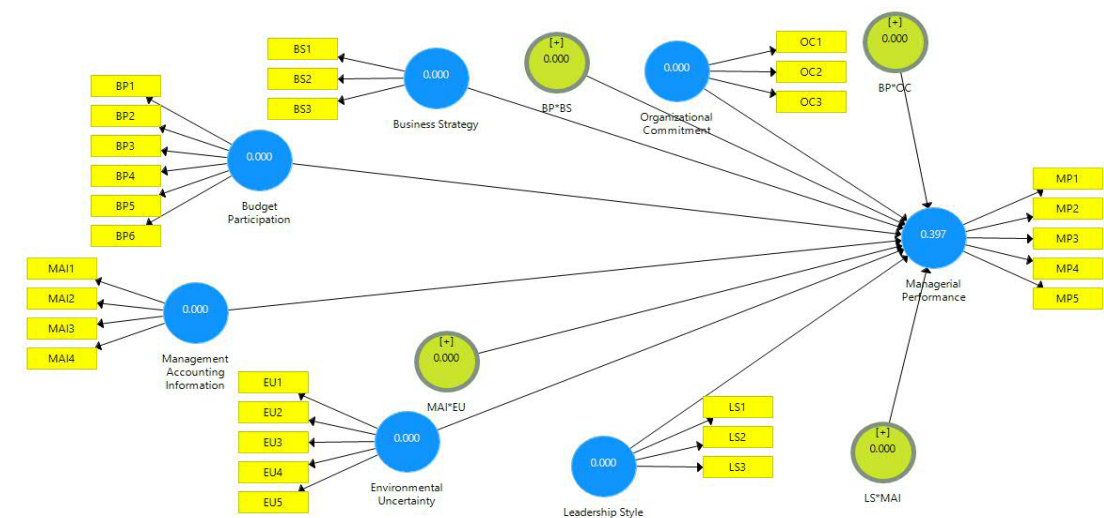 BS1
BS2
BS3
0.000
Business Strategy
[+]
0.000
BP*BS
0.000
Organizational
Commitment
OC1
OC2
OC3
[+]
0.000
BP*OC
BP1
BP2
BP3
BP4
BP5
BP6
0.000
Budget
Participation
MP1
MP2
MP3
MP4
MP5
0.397
Managerial
Performance
MAI1
MAI2
MAI3
MAI4
0.000
Management
Accounting
Information
[+]
0.000
MAI*EU
EU1
EU2
EU3
EU4
EU5
0.000
Environmental
Uncertainty
0.000
Leadership Style
LS1
LS2
LS3
[+]
0.000
LS*MAI